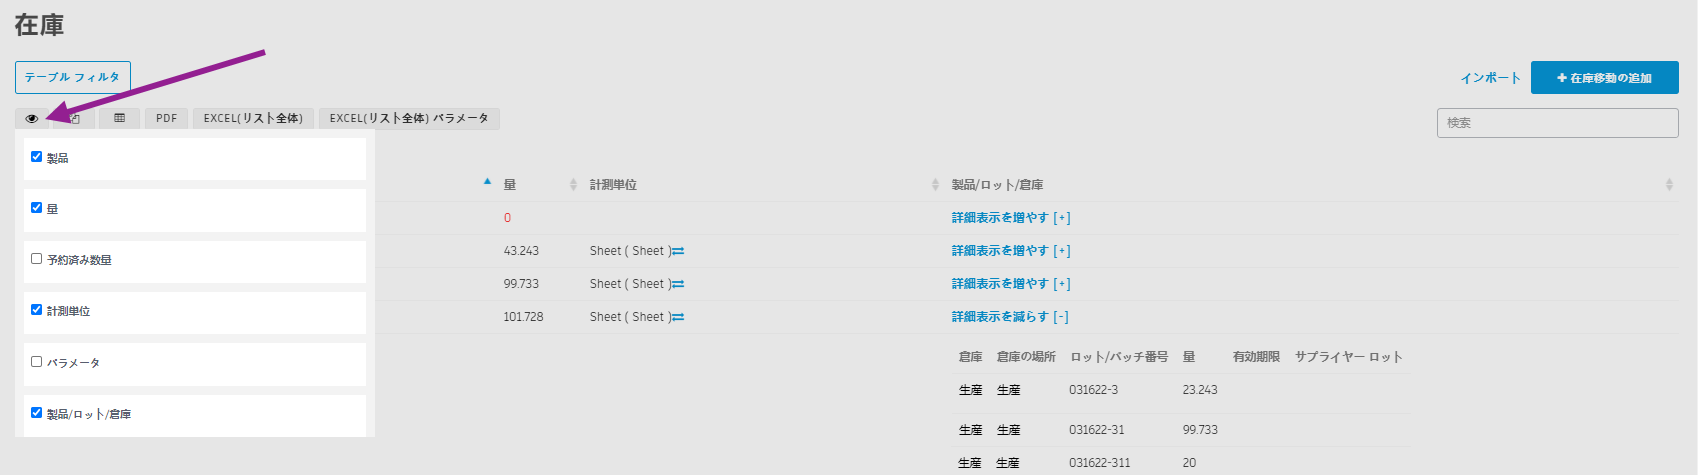 在庫
テーブル フィルタ
インポート
在庫移動の追加
PDF
EXCEL(リスト全体)
EXCEL(リスト全体) パラメータ
検索
製品
量
予約済み数量
計測単位
パラメータ
製品/ロット/倉庫
量 計測単位 製品/ロット/倉庫
0 詳細表示を増やす [+]
43.243 Sheet ( Sheet ) 詳細表示を増やす [+]
99.733 Sheet ( Sheet ) 詳細表示を増やす [+]
101.728 Sheet ( Sheet ) 詳細表示を減らす [-]
倉庫 倉庫の場所 ロット/バッチ番号 量 有効期限 サプライヤー ロット
生産 生産 031622-3 23.243
生産 生産 031622-31 99.733
生産 生産 031622-311 20